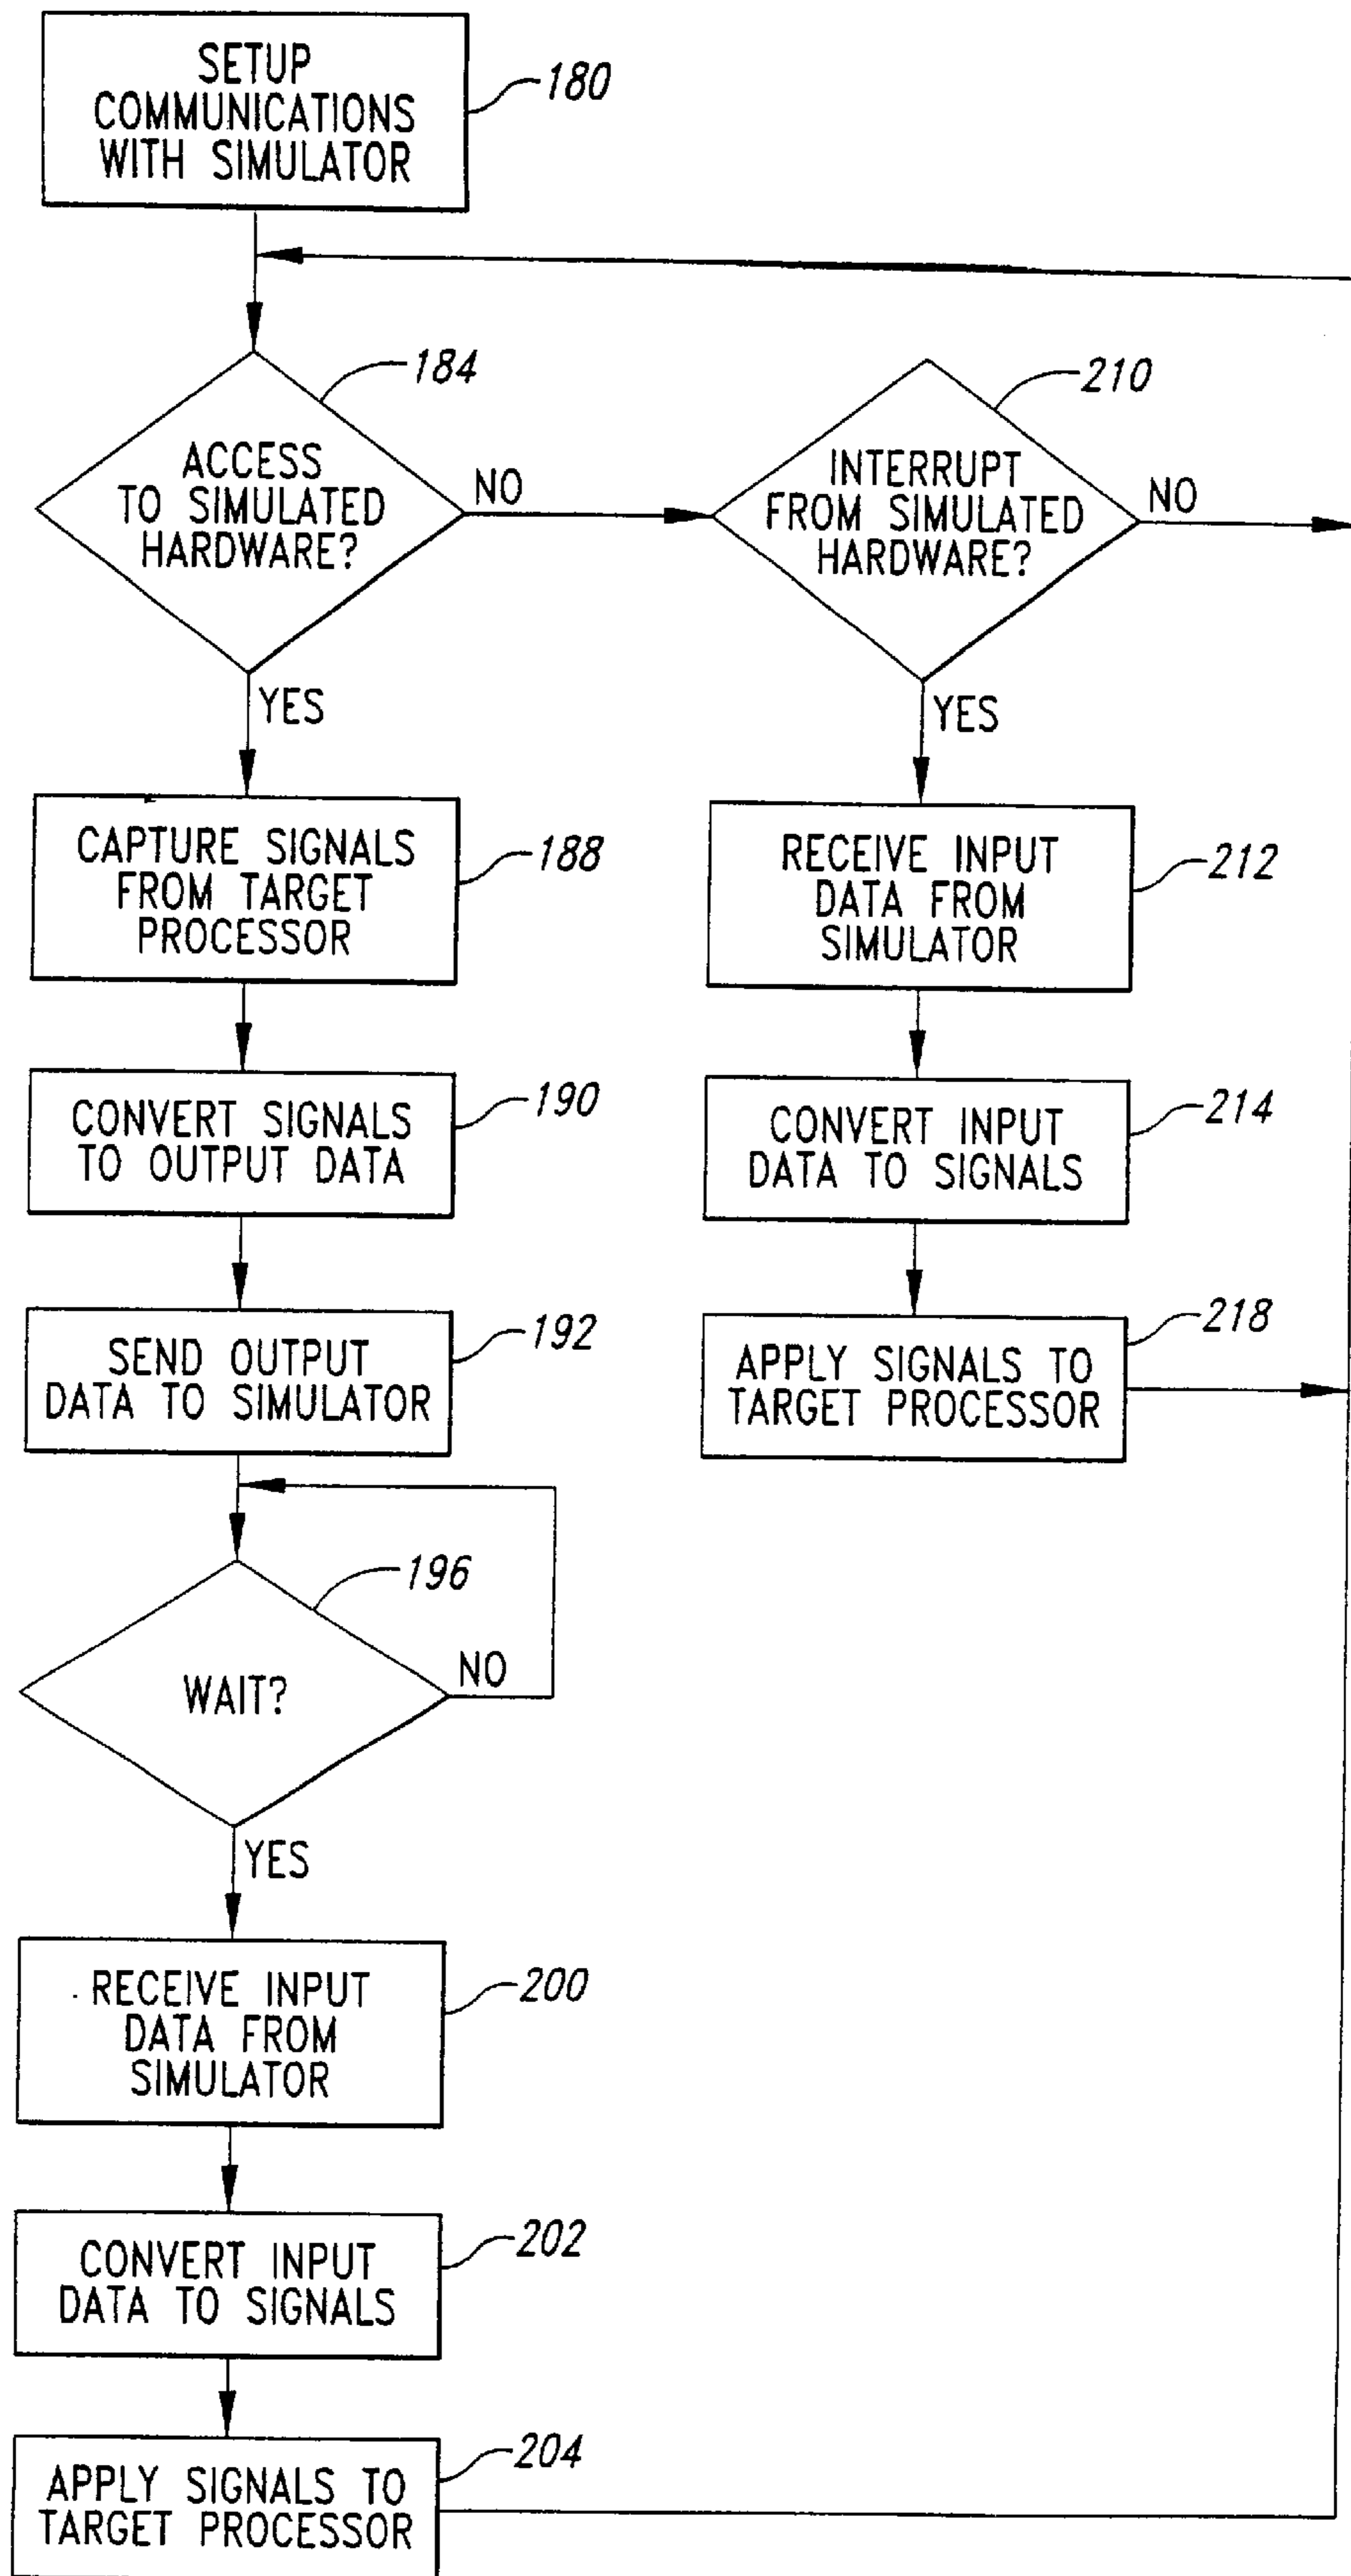 SETUP
COMMUNICATIONS
WITH SIMULATOR
180
184
ACCESS
TO SIMULATED
HARDWARE?
NO
YES
210
INTERRUPT
FROM SIMULATED
HARDWARE?
NO
YES
CAPTURE SIGNALS
FROM TARGET
PROCESSOR
188
CONVERT SIGNALS
TO OUTPUT DATA
190
SEND OUTPUT
DATA TO SIMULATOR
192
196
WAIT?
NO
YES
RECEIVE INPUT
DATA FROM
SIMULATOR
200
CONVERT INPUT
DATA TO SIGNALS
202
APPLY SIGNALS TO
TARGET PROCESSOR
204
RECEIVE INPUT
DATA FROM
SIMULATOR
212
CONVERT INPUT
DATA TO SIGNALS
214
APPLY SIGNALS TO
TARGET PROCESSOR
218